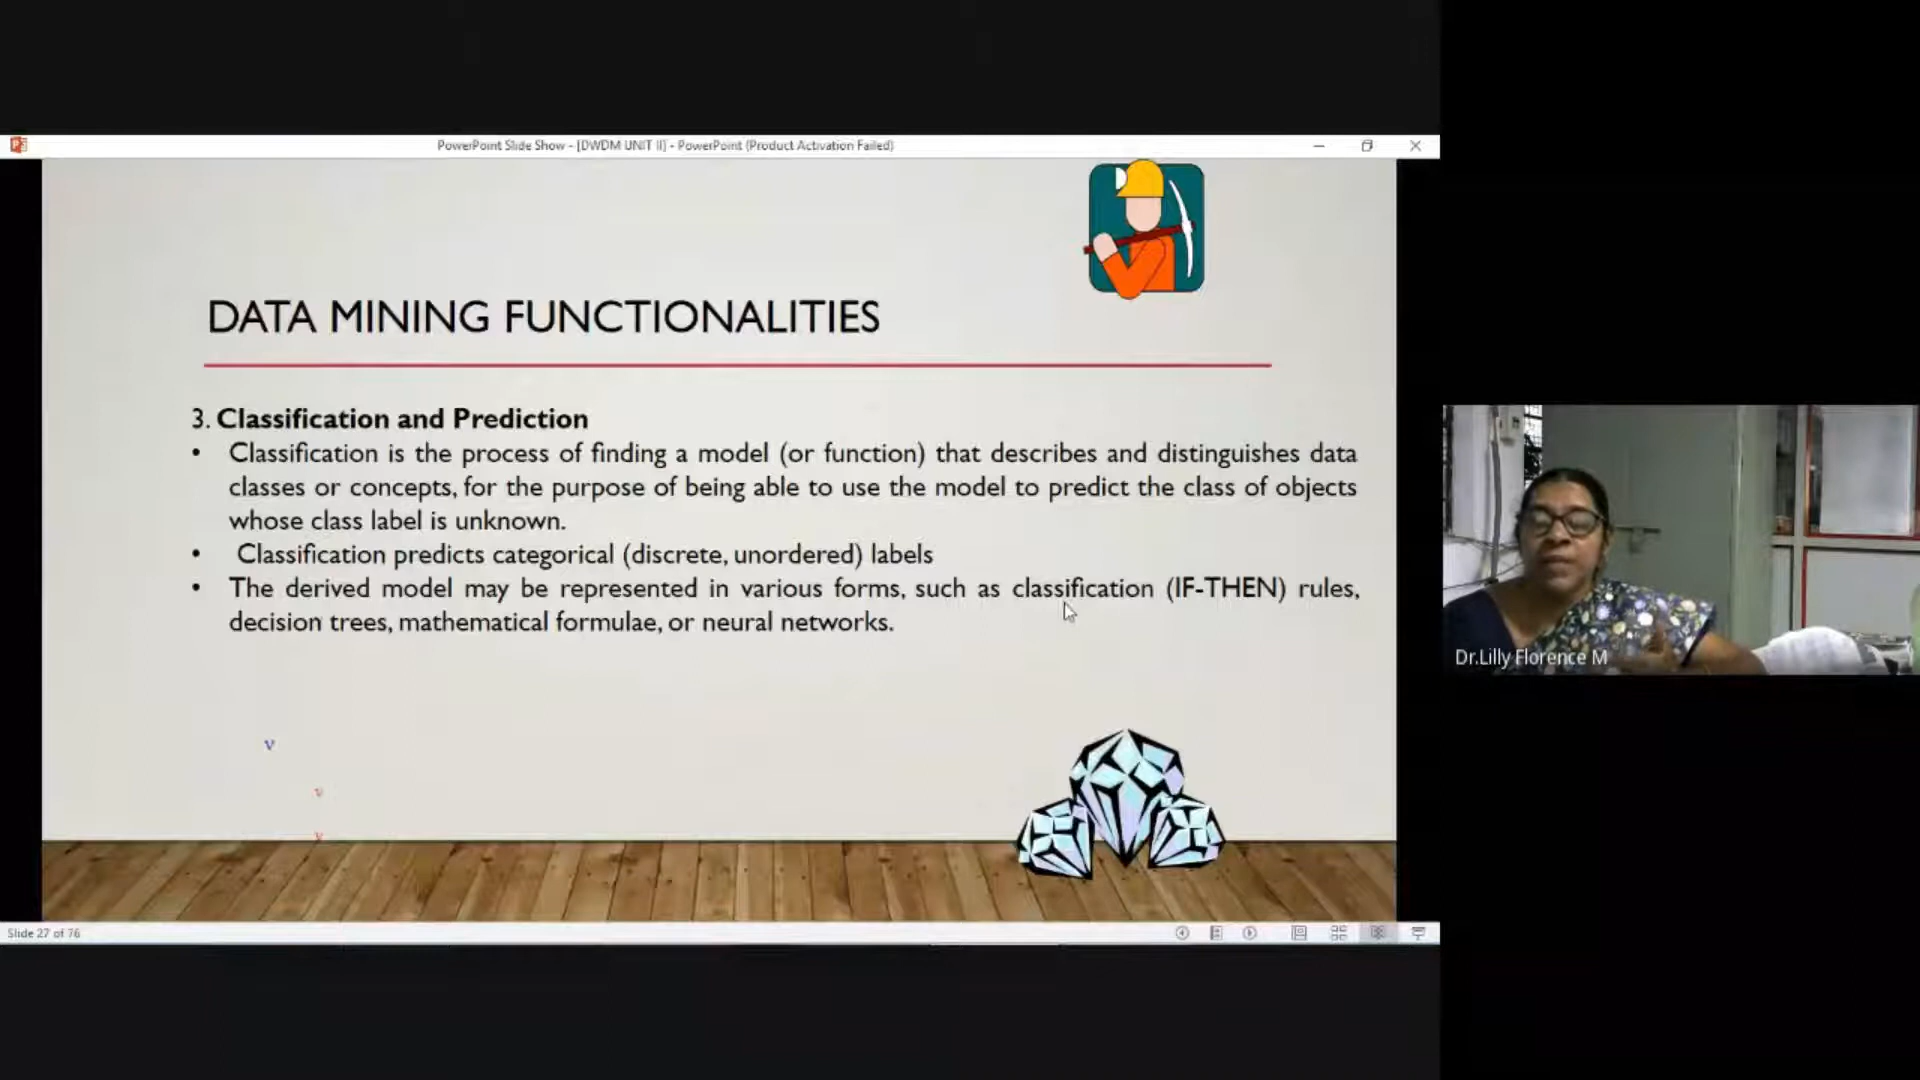 PowerPoint Slide Show - [DWDM UNIT II] - PowerPoint (Product Activation Failed)
DATA MINING FUNCTIONALITIES
3. Classification and Prediction
• Classification is the process of finding a model (or function) that describes and distinguishes data
classes or concepts, for the purpose of being able to use the model to predict the class of objects
whose class label is unknown.
• Classification predicts categorical (discrete, unordered) labels
• The derived model may be represented in various forms, such as classification (IF-THEN) rules,
decision trees, mathematical formulae, or neural networks.
v
v
v
Dr.Lilly Florence M
Slide 27 of 76